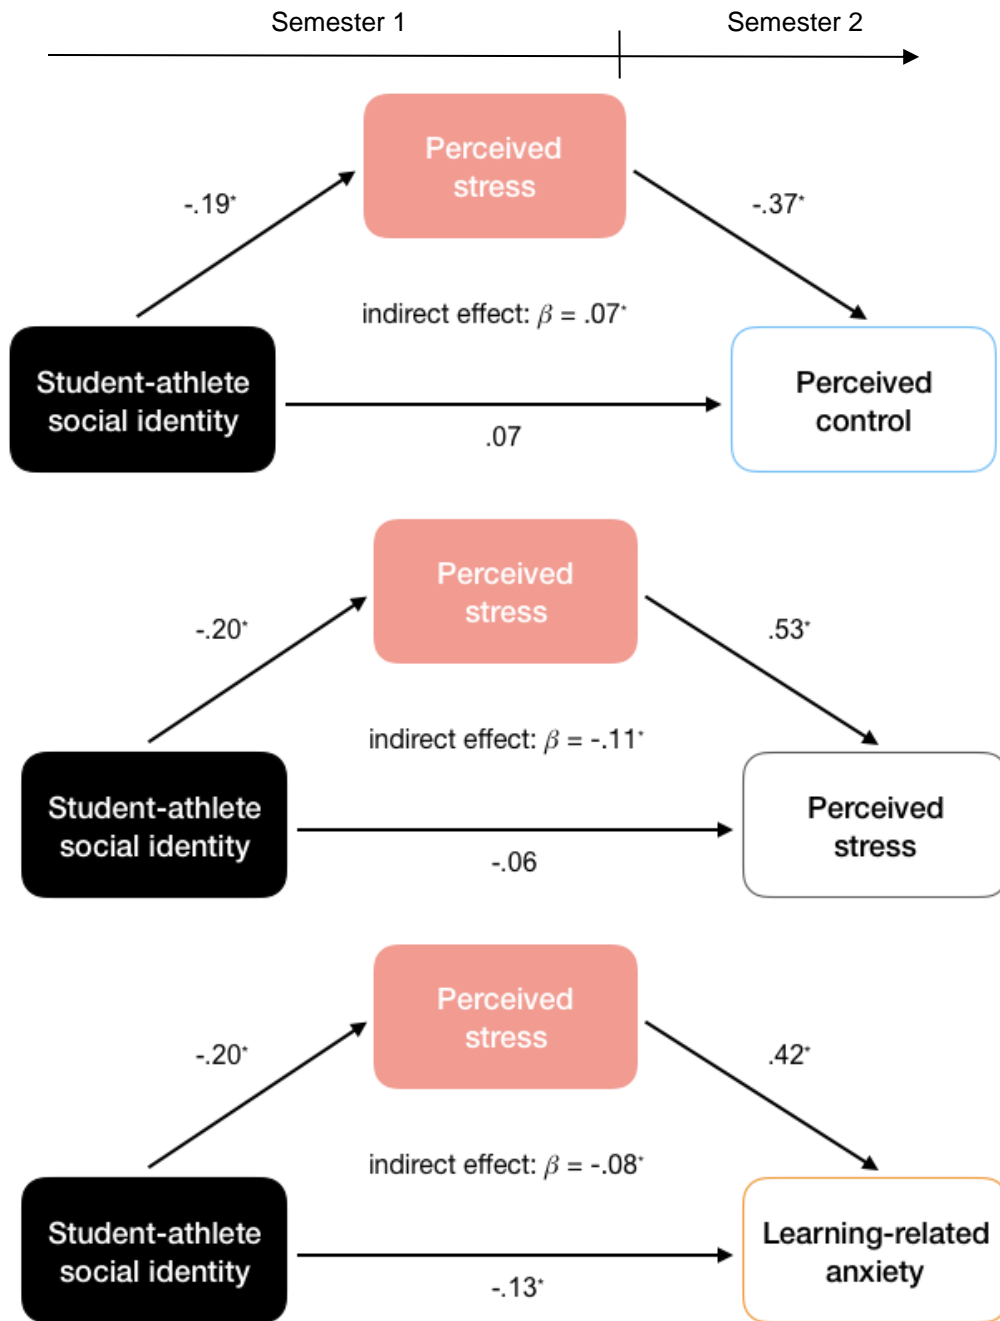 Semester 1
Semester 2
Perceived
stress
-.19*
-.37*
indirect effect: β = .07*
Student-athlete
social identity
Perceived
control
.07
Perceived
stress
-.20*
.53*
indirect effect: β = -.11*
Student-athlete
social identity
Perceived
stress
-.06
Perceived
stress
-.20*
.42*
indirect effect: β = -.08*
Student-athlete
social identity
Learning-related
anxiety
-.13*